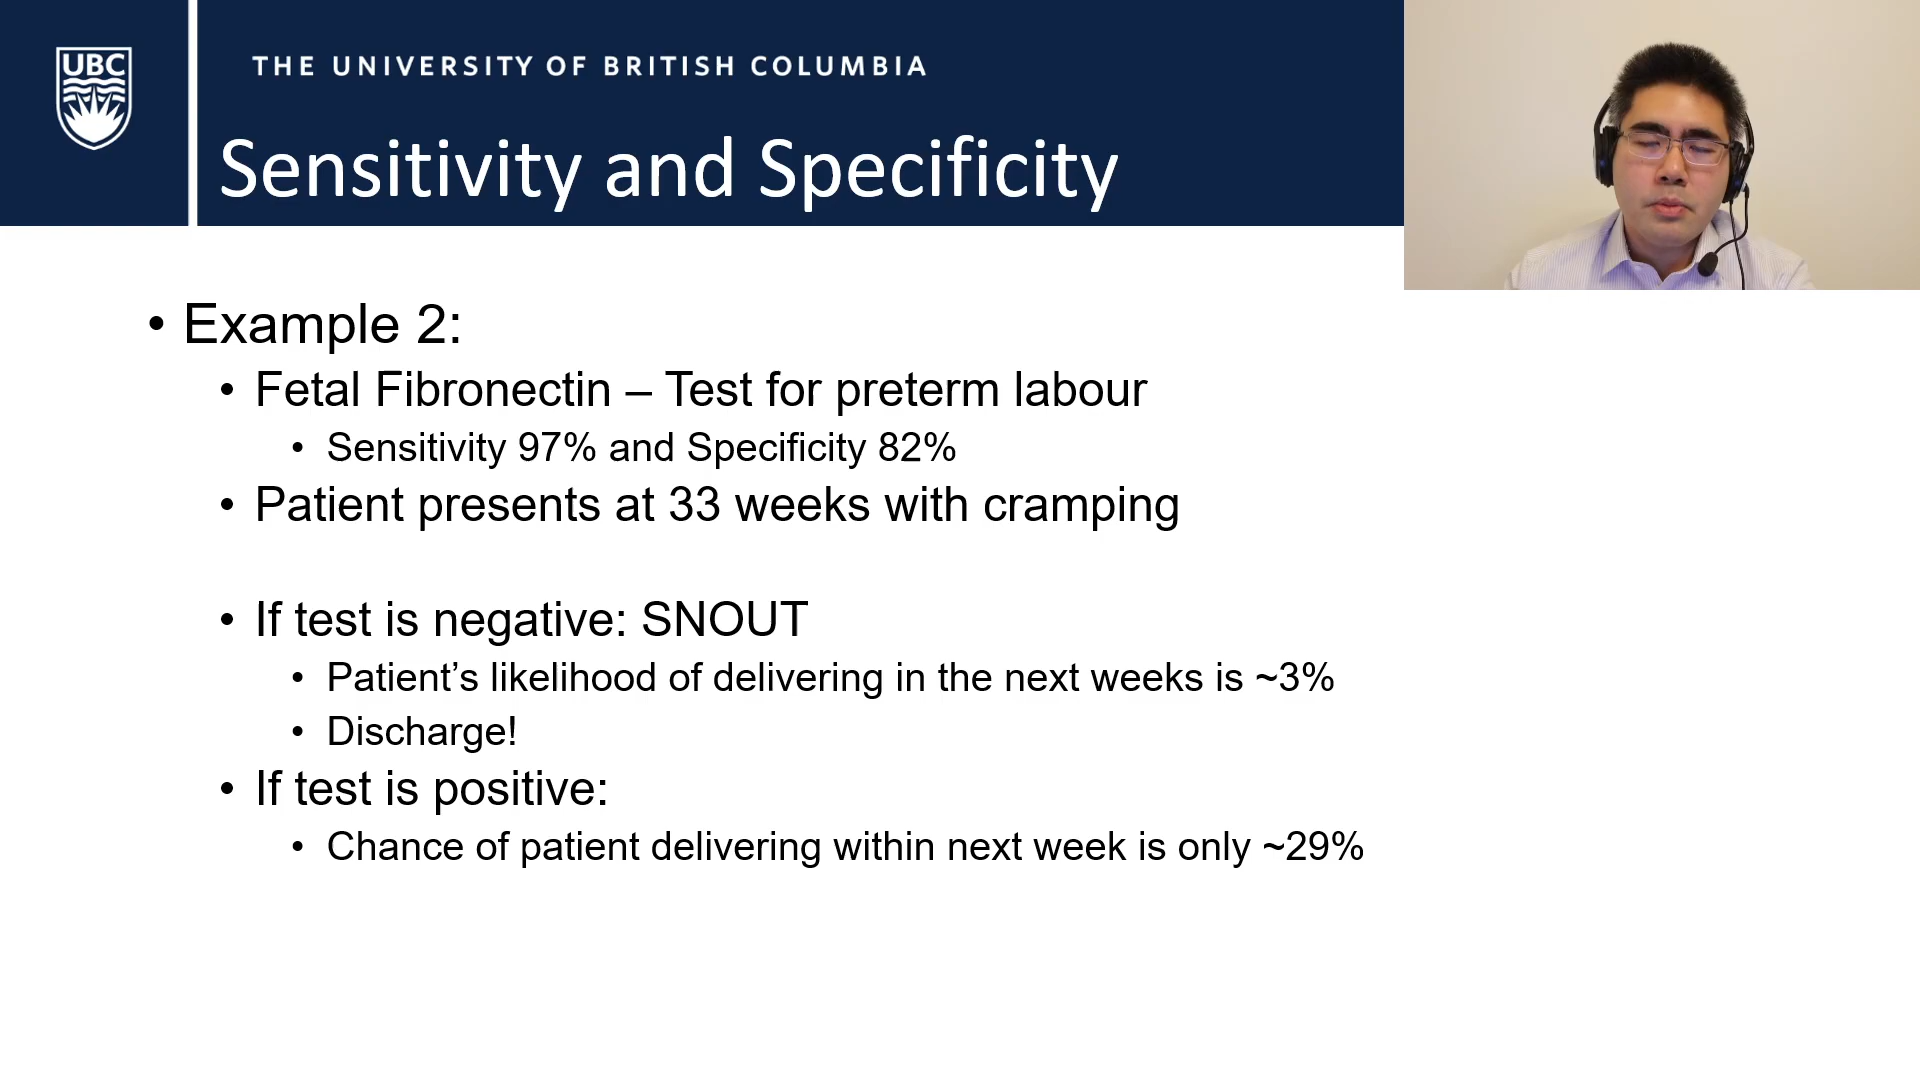 UBC
THE UNIVERSITY OF BRITISH COLUMBIA
Sensitivity and Specificity
• Example 2:
• Fetal Fibronectin – Test for preterm labour
• Sensitivity 97% and Specificity 82%
• Patient presents at 33 weeks with cramping
• If test is negative: SNOUT
• Patient’s likelihood of delivering in the next weeks is ~3%
• Discharge!
• If test is positive:
• Chance of patient delivering within next week is only ~29%